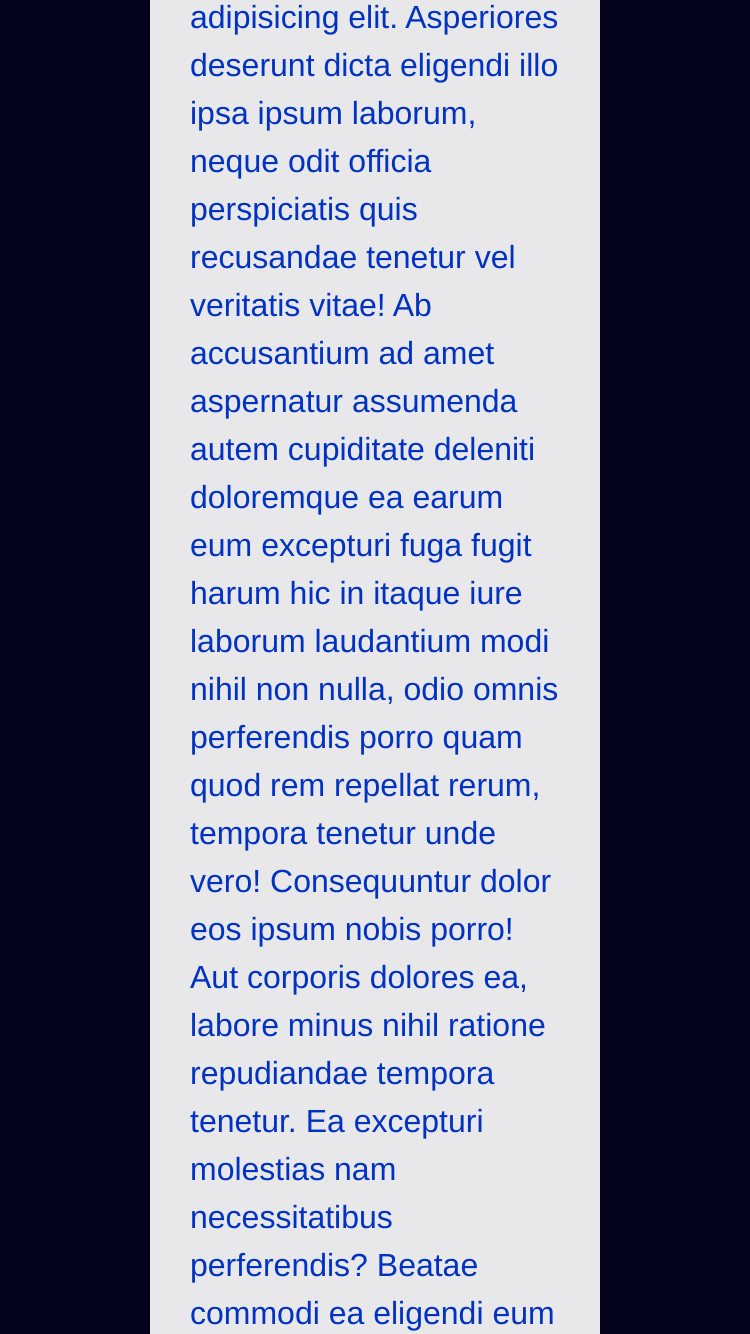 adipisicing elit. Asperiores
deserunt dicta eligendi illo
ipsa ipsum laborum,
neque odit officia
perspiciatis quis
recusandae tenetur vel
veritatis vitae! Ab
accusantium ad amet
aspernatur assumenda
autem cupiditate deleniti
doloremque ea earum
eum excepturi fuga fugit
harum hic in itaque iure
laborum laudantium modi
nihil non nulla, odio omnis
perferendis porro quam
quod rem repellat rerum,
tempora tenetur unde
vero! Consequuntur dolor
eos ipsum nobis porro!
Aut corporis dolores ea,
labore minus nihil ratione
repudiandae tempora
tenetur. Ea excepturi
molestias nam
necessitatibus
perferendis? Beatae
commodi ea eligendi eum